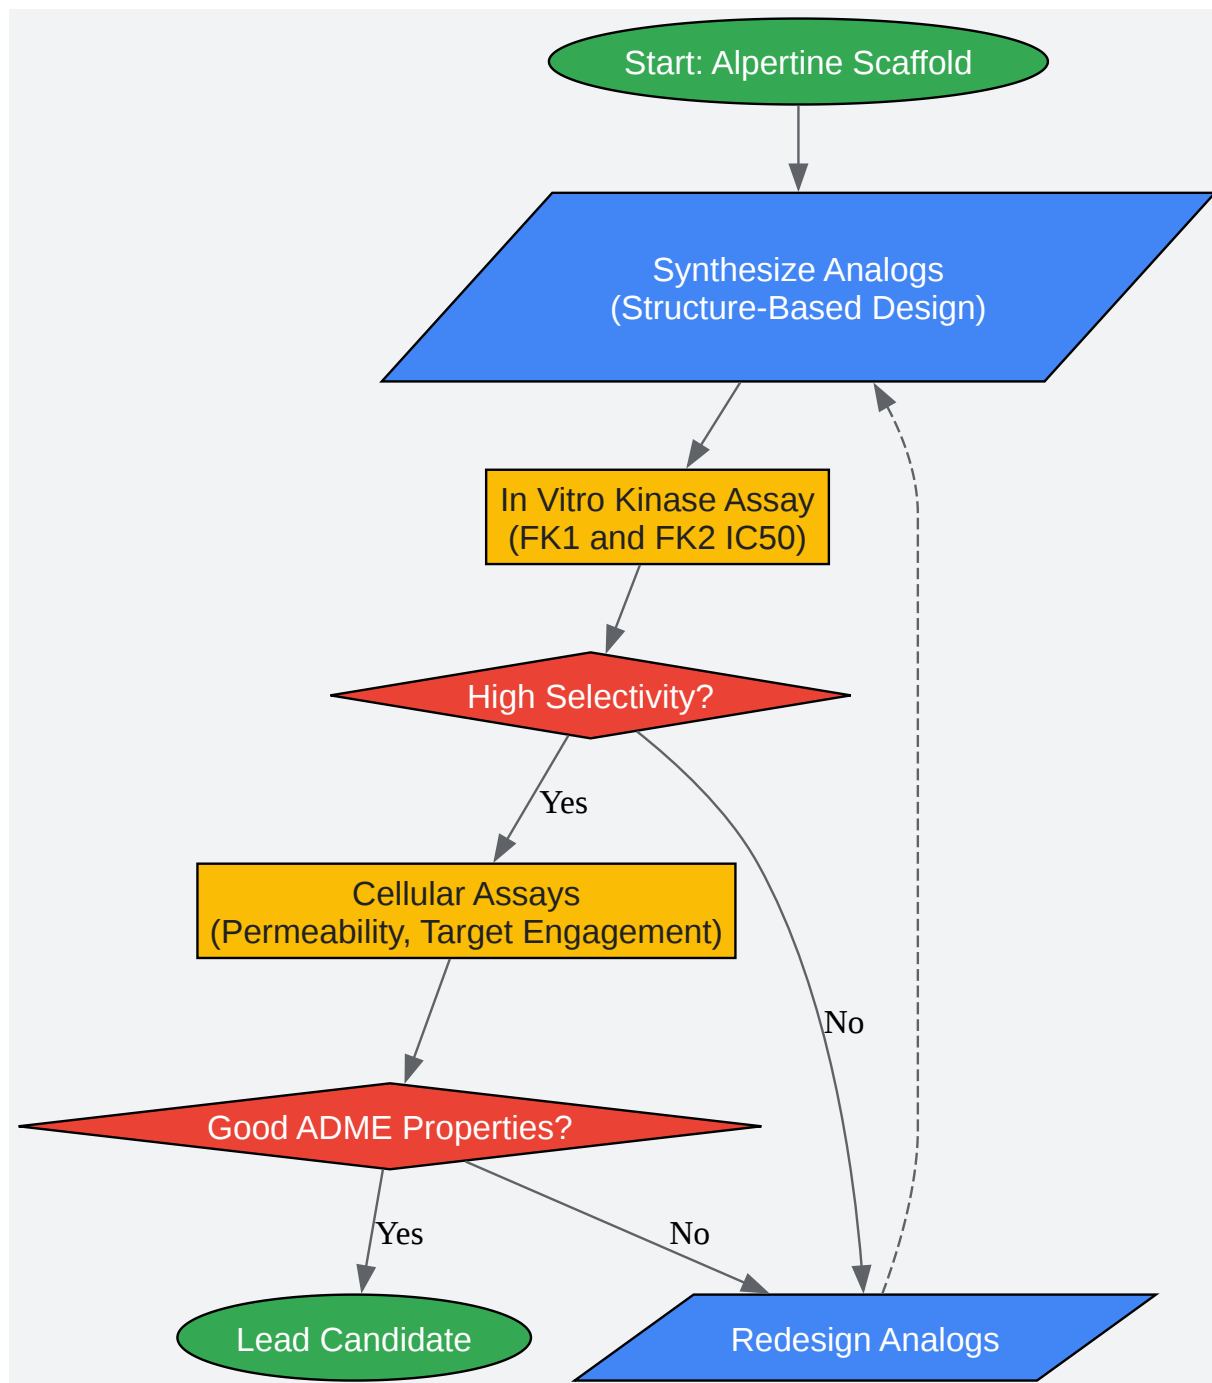 Start: Alpertine Scaffold
Synthesize Analogs
(Structure-Based Design)
In Vitro Kinase Assay
(FK1 and FK2 IC50)
High Selectivity?
Yes
Cellular Assays
(Permeability, Target Engagement)
No
Good ADME Properties?
Yes
No
Lead Candidate
Redesign Analogs